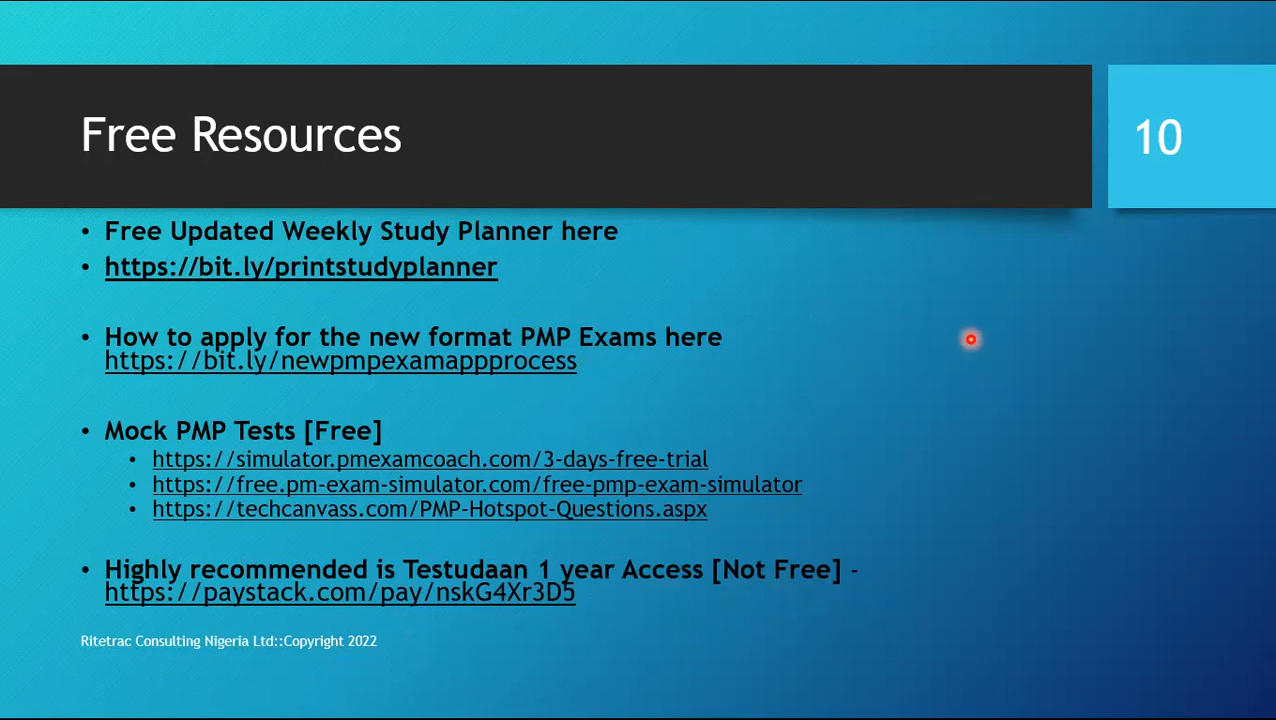 Free Resources
10
• Free Updated Weekly Study Planner here
• https://bit.ly/printstudyplanner
• How to apply for the new format PMP Exams here
https://bit.ly/newpmpexamappprocess
• Mock PMP Tests [Free]
• https://simulator.pmexamcoach.com/3-days-free-trial
• https://free.pm-exam-simulator.com/free-pmp-exam-simulator
• https://techcanvass.com/PMP-Hotspot-Questions.aspx
• Highly recommended is Testudaan 1 year Access [Not Free] -
https://paystack.com/pay/nskG4Xr3D5
Ritetrac Consulting Nigeria Ltd::Copyright 2022